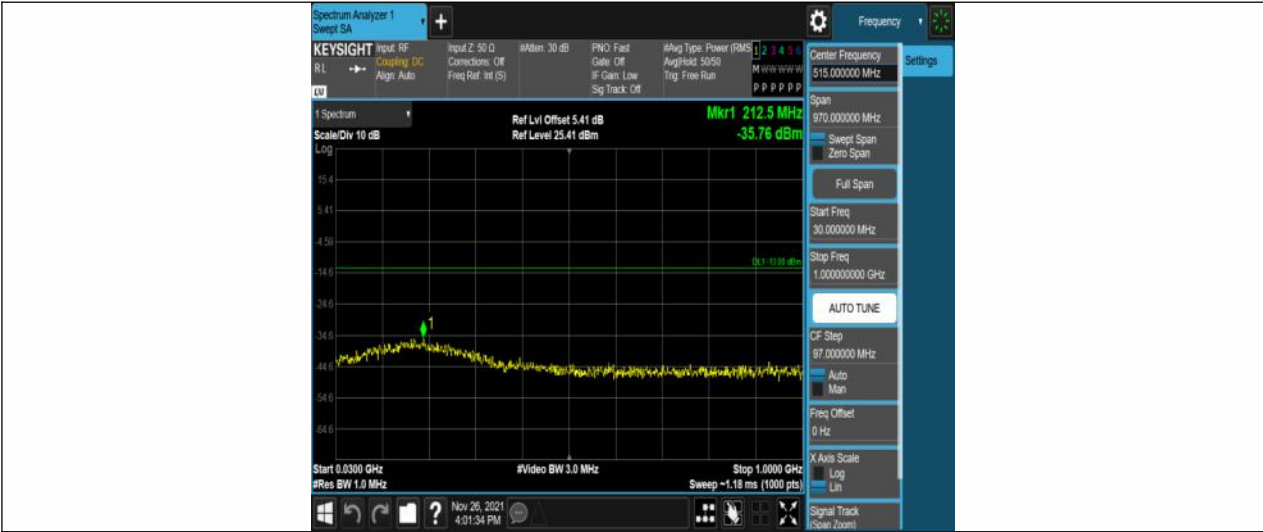 Spectrum Analyzer 1
Swept SA
Frequency
KEYSIGHT
Input: RF
Coupling: DC
Align: Auto
Input Z: 50 Ω
Corrections: Off
Freq Ref: Int (S)
#Atten: 30 dB
PNO: Fast
Gate: Off
IF Gain: Low
Sig Track: Off
#Avg Type: Power (RMS
Avg|Hold: 50/50
Trig: Free Run
1 2 3 4 5 6
M W W W W W
P P P P P P
RL
1 Spectrum
Scale/Div 10 dB
Ref Lvl Offset 5.41 dB
Ref Level 25.41 dBm
Mkr1 212.5 MHz
-35.76 dBm
Log
15.4
5.41
-4.59
-14.6
-24.6
-34.6
-44.6
-54.6
-64.6
DL1 -13.00 dBm
1
Start 0.0300 GHz
#Res BW 1.0 MHz
#Video BW 3.0 MHz
Stop 1.0000 GHz
Sweep ~1.18 ms (1000 pts)
Nov 26, 2021
4:01:34 PM
Center Frequency
515.000000 MHz
Settings
Span
970.000000 MHz
Swept Span
Zero Span
Full Span
Start Freq
30.000000 MHz
Stop Freq
1.000000000 GHz
AUTO TUNE
CF Step
97.000000 MHz
Auto
Man
Freq Offset
0 Hz
X Axis Scale
Log
Lin
Signal Track
(Span Zoom)